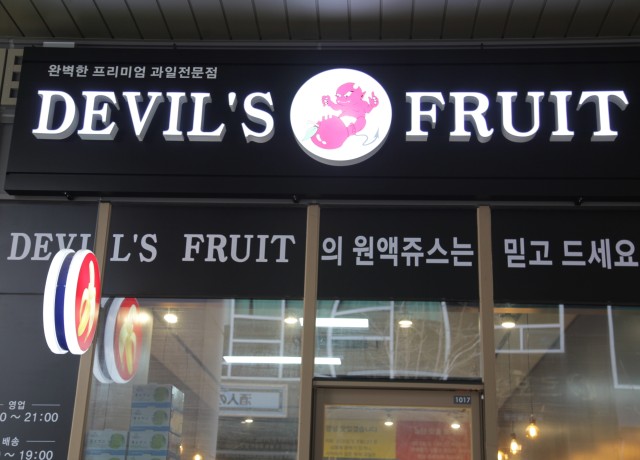 완벽한 프리미엄 과일전문점
DEVIL'S FRUIT
DEVIL'S FRUIT 의 원액쥬스는 믿고 드세요
1017
영업
0 ~ 21:00
배송
~ 19:00